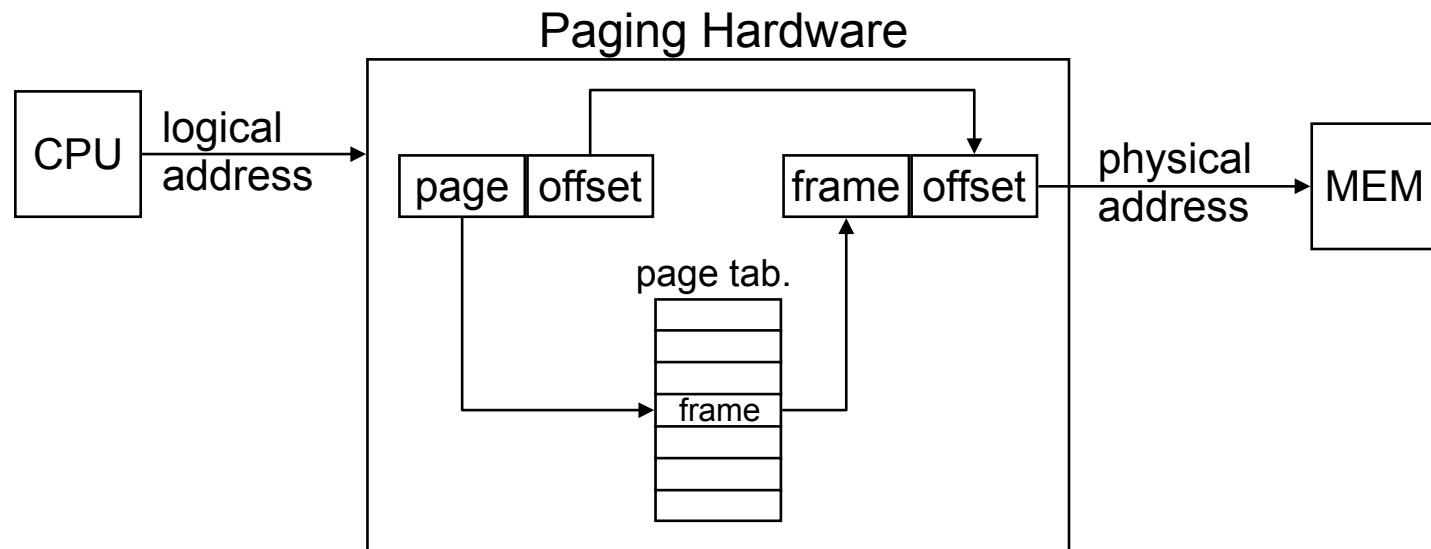 Paging Hardware
CPU
logical
address
page
offset
frame
offset
physical
address
MEM
page tab.
frame